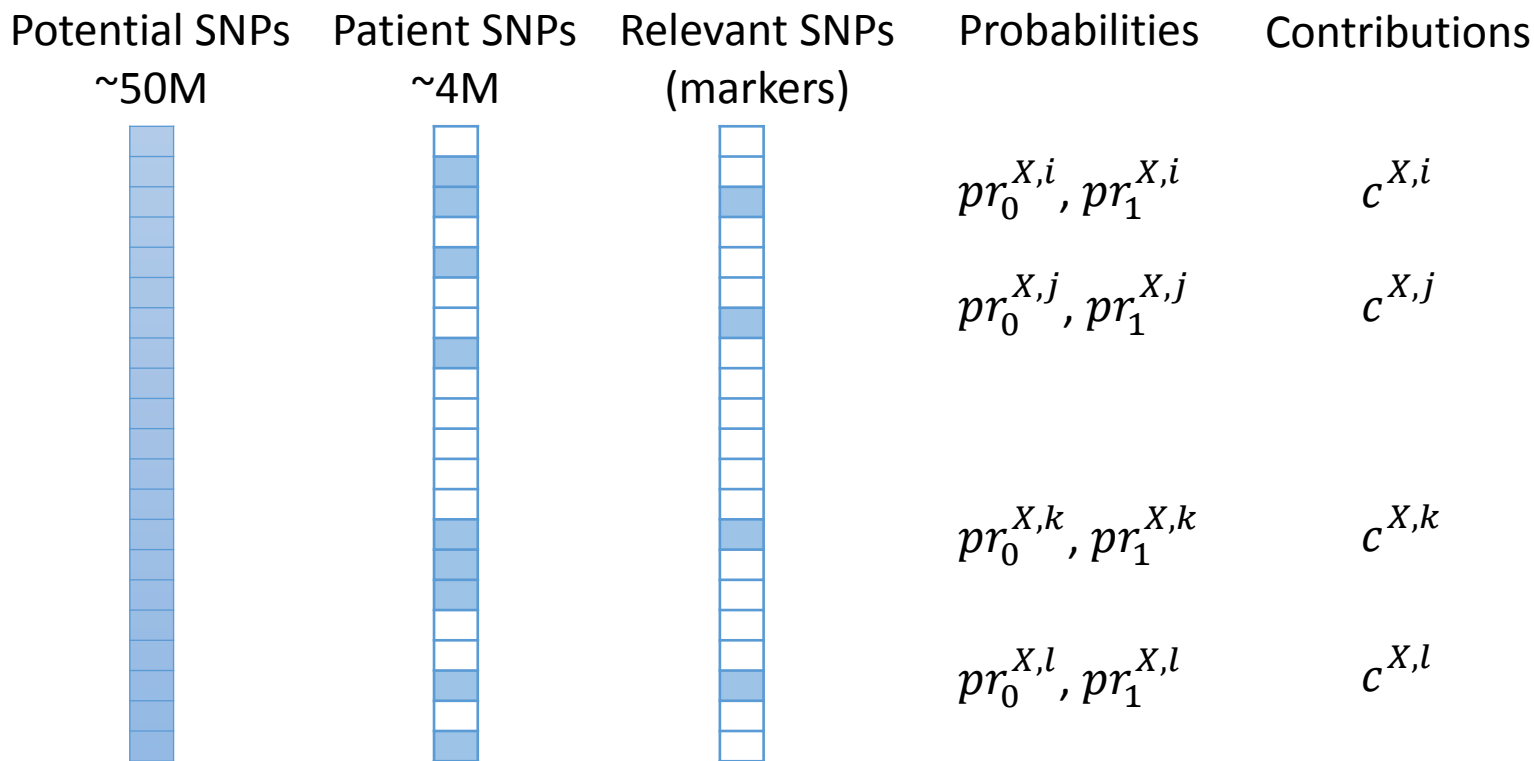 Potential SNPs Patient SNPs Relevant SNPs Probabilities Contributions
~50M ~4M (markers)
$pr_0^{X,i}, pr_1^{X,i}$ $c^{X,i}$
$pr_0^{X,j}, pr_1^{X,j}$ $c^{X,j}$
$pr_0^{X,k}, pr_1^{X,k}$ $c^{X,k}$
$pr_0^{X,l}, pr_1^{X,l}$ $c^{X,l}$